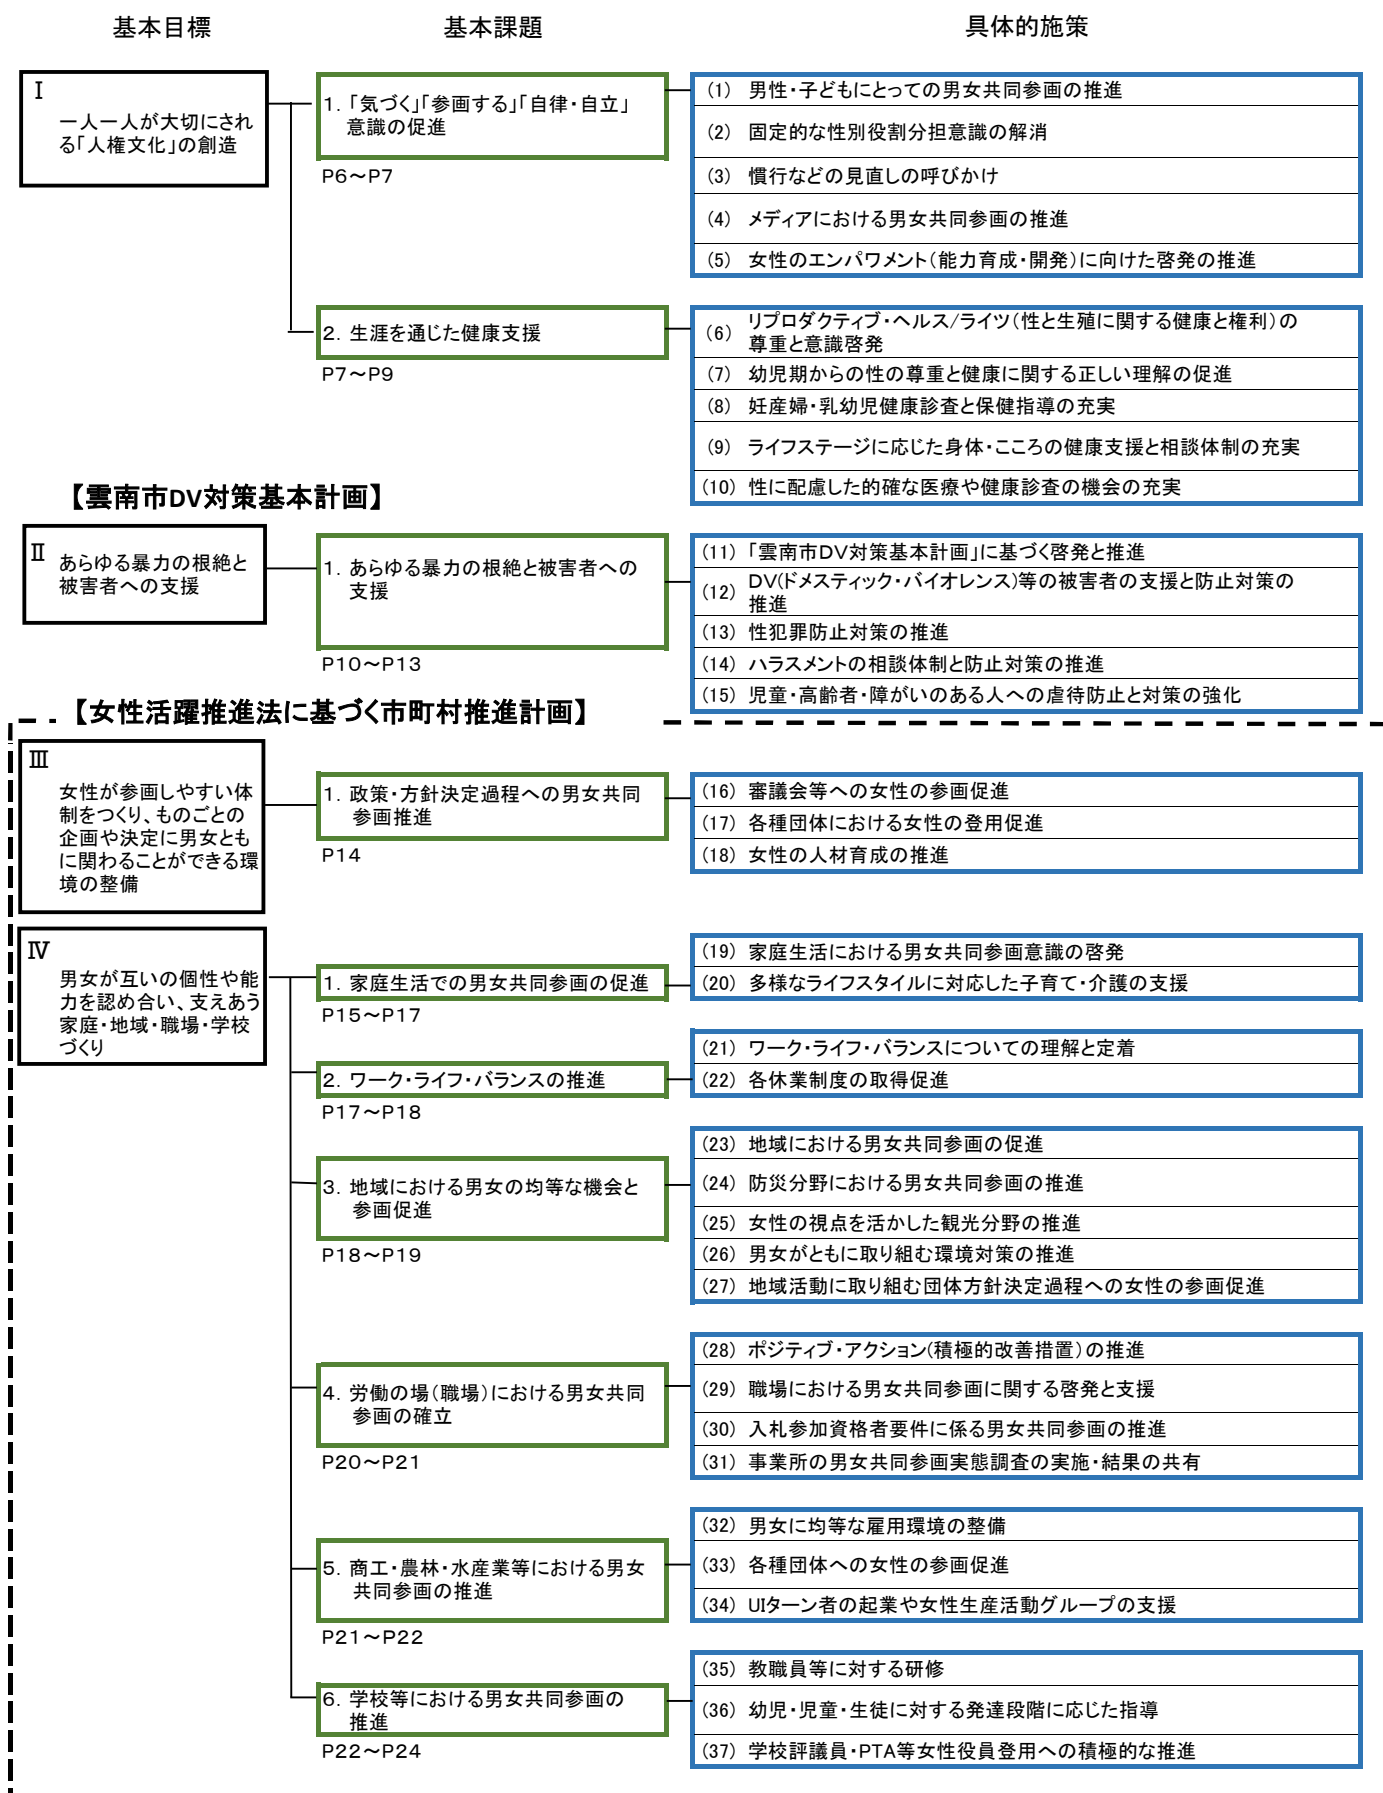 基本目標
基本課題
具体的施策
Ⅰ
一人一人が大切にされ
る「人権文化」の創造
1．「気づく」「参画する」「自律・自立」
意識の促進
P6～P7
(1) 男性・子どもにとっての男女共同参画の推進
(2) 固定的な性別役割分担意識の解消
(3) 慣行などの見直しの呼びかけ
(4) メディアにおける男女共同参画の推進
(5) 女性のエンパワメント（能力育成・開発）に向けた啓発の推進
2．生涯を通じた健康支援
P7～P9
(6) リプロダクティブ・ヘルス/ライツ（性と生殖に関する健康と権利）の
尊重と意識啓発
(7) 幼児期からの性の尊重と健康に関する正しい理解の促進
(8) 妊産婦・乳幼児健康診査と保健指導の充実
(9) ライフステージに応じた身体・こころの健康支援と相談体制の充実
(10) 性に配慮した的確な医療や健康診査の機会の充実
【雲南市DV対策基本計画】
Ⅱ
あらゆる暴力の根絶と
被害者への支援
1．あらゆる暴力の根絶と被害者への
支援
P10～P13
(11) 「雲南市DV対策基本計画」に基づく啓発と推進
(12) DV(ドメスティック・バイオレンス)等の被害者の支援と防止対策の
推進
(13) 性犯罪防止対策の推進
(14) ハラスメントの相談体制と防止対策の推進
(15) 児童・高齢者・障がいのある人への虐待防止と対策の強化
【女性活躍推進法に基づく市町村推進計画】
Ⅲ
女性が参画しやすい体
制をつくり、ものごとの
企画や決定に男女とも
に関わることができる環
境の整備
1．政策・方針決定過程への男女共同
参画推進
P14
(16) 審議会等への女性の参画促進
(17) 各種団体における女性の登用促進
(18) 女性の人材育成の推進
Ⅳ
男女が互いの個性や能
力を認め合い、支えあう
家庭・地域・職場・学校
づくり
1．家庭生活での男女共同参画の促進
P15～P17
(19) 家庭生活における男女共同参画意識の啓発
(20) 多様なライフスタイルに対応した子育て・介護の支援
2．ワーク・ライフ・バランスの推進
P17～P18
(21) ワーク・ライフ・バランスについての理解と定着
(22) 各休業制度の取得促進
3．地域における男女の均等な機会と
参画促進
P18～P19
(23) 地域における男女共同参画の促進
(24) 防災分野における男女共同参画の推進
(25) 女性の視点を活かした観光分野の推進
(26) 男女がともに取り組む環境対策の推進
(27) 地域活動に取り組む団体方針決定過程への女性の参画促進
4．労働の場（職場）における男女共同
参画の確立
P20～P21
(28) ポジティブ・アクション(積極的改善措置）の推進
(29) 職場における男女共同参画に関する啓発と支援
(30) 入札参加資格者要件に係る男女共同参画の推進
(31) 事業所の男女共同参画実態調査の実施・結果の共有
5．商工・農林・水産業等における男女
共同参画の推進
P21～P22
(32) 男女に均等な雇用環境の整備
(33) 各種団体への女性の参画促進
(34) UIターン者の起業や女性生産活動グループの支援
6．学校等における男女共同参画の
推進
P22～P24
(35) 教職員等に対する研修
(36) 幼児・児童・生徒に対する発達段階に応じた指導
(37) 学校評議員・PTA等女性役員登用への積極的な推進